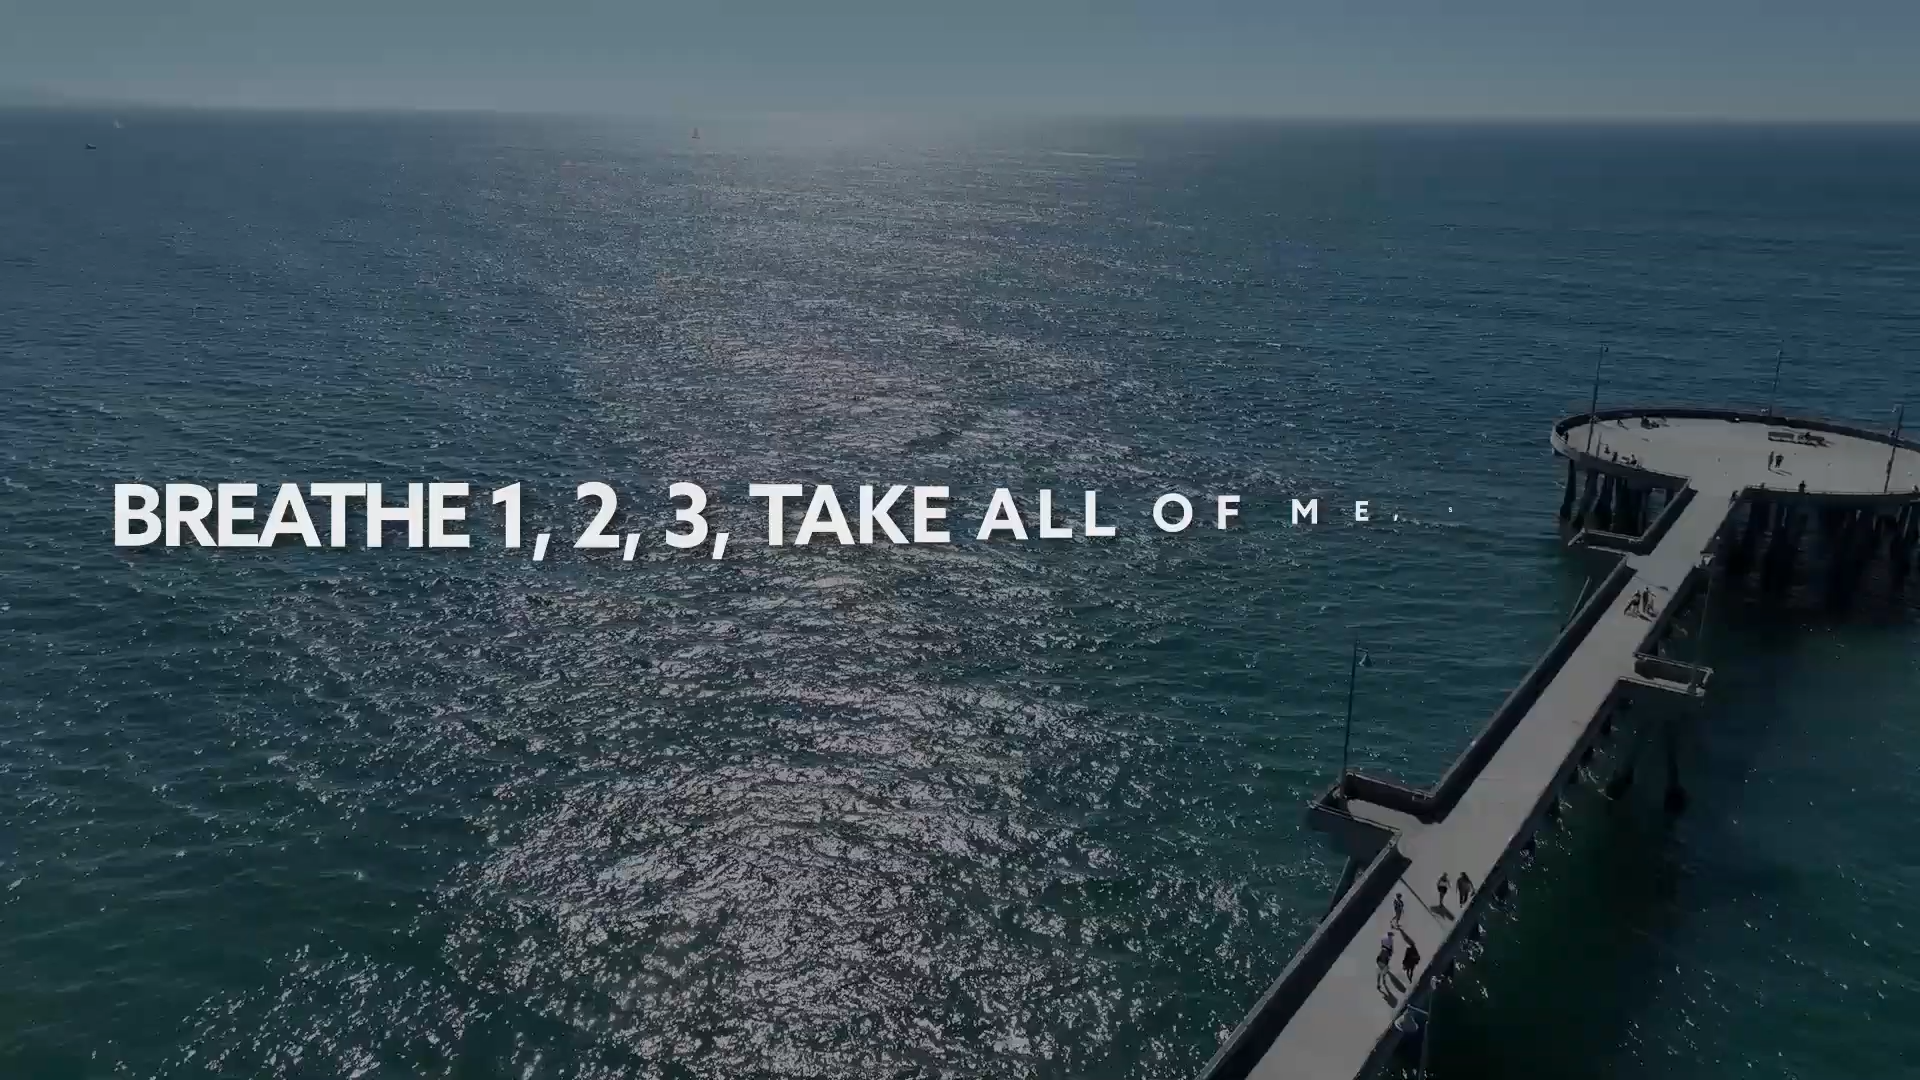 BREATHE 1, 2, 3, TAKE ALL OF ME, S